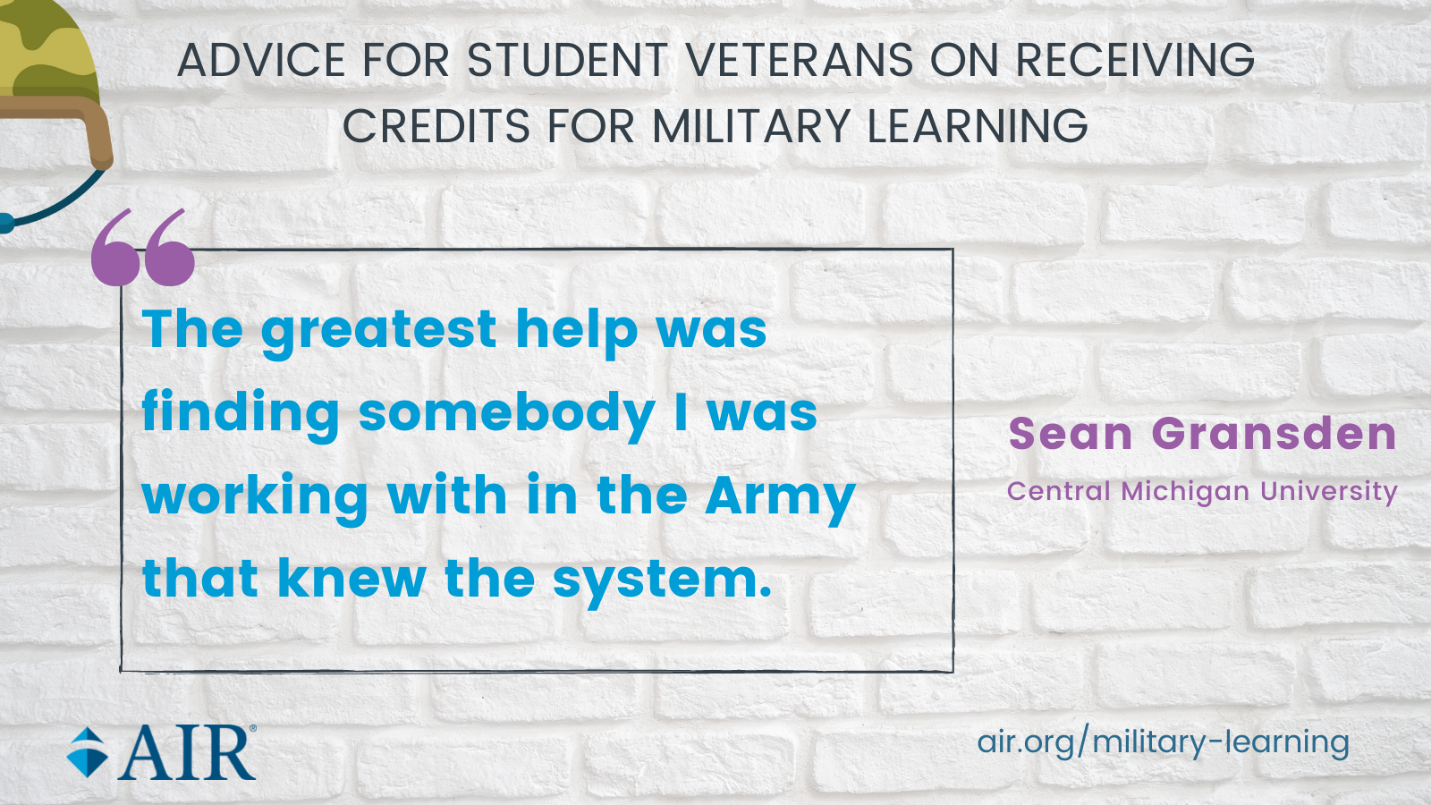 ADVICE FOR STUDENT VETERANS ON RECEIVING
CREDITS FOR MILITARY LEARNING
“
The greatest help was
finding somebody I was
working with in the Army
that knew the system.
Sean Gransden
Central Michigan University
AIR®
air.org/military-learning